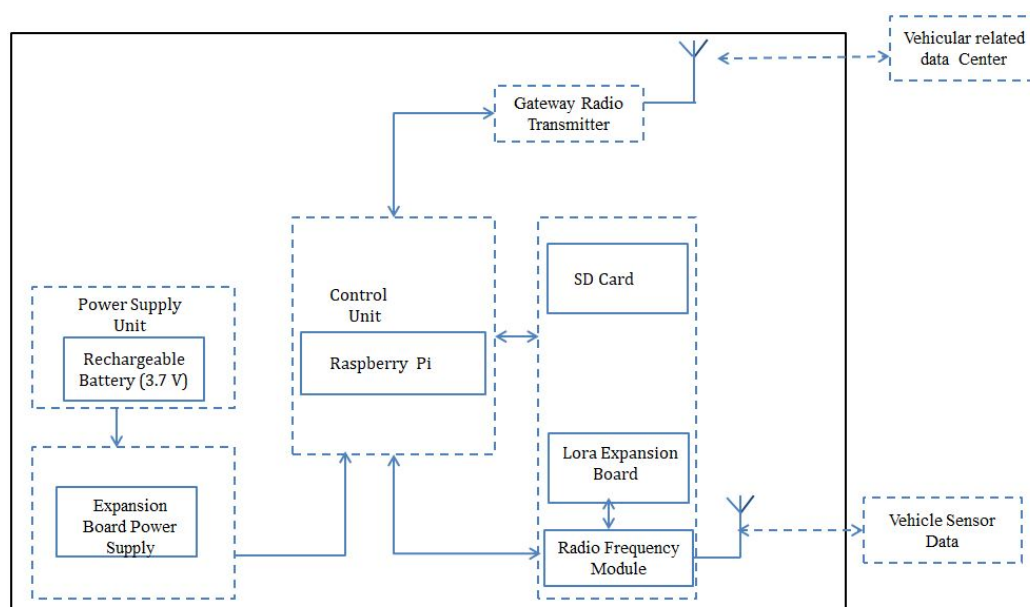 Vehicular related
data Center
Gateway Radio
Transmitter
SD Card
Control
Unit
Raspberry Pi
Power Supply
Unit
Rechargeable
Battery (3.7 V)
Lora Expansion
Board
Expansion
Board Power
Supply
Radio Frequency
Module
Vehicle Sensor
Data